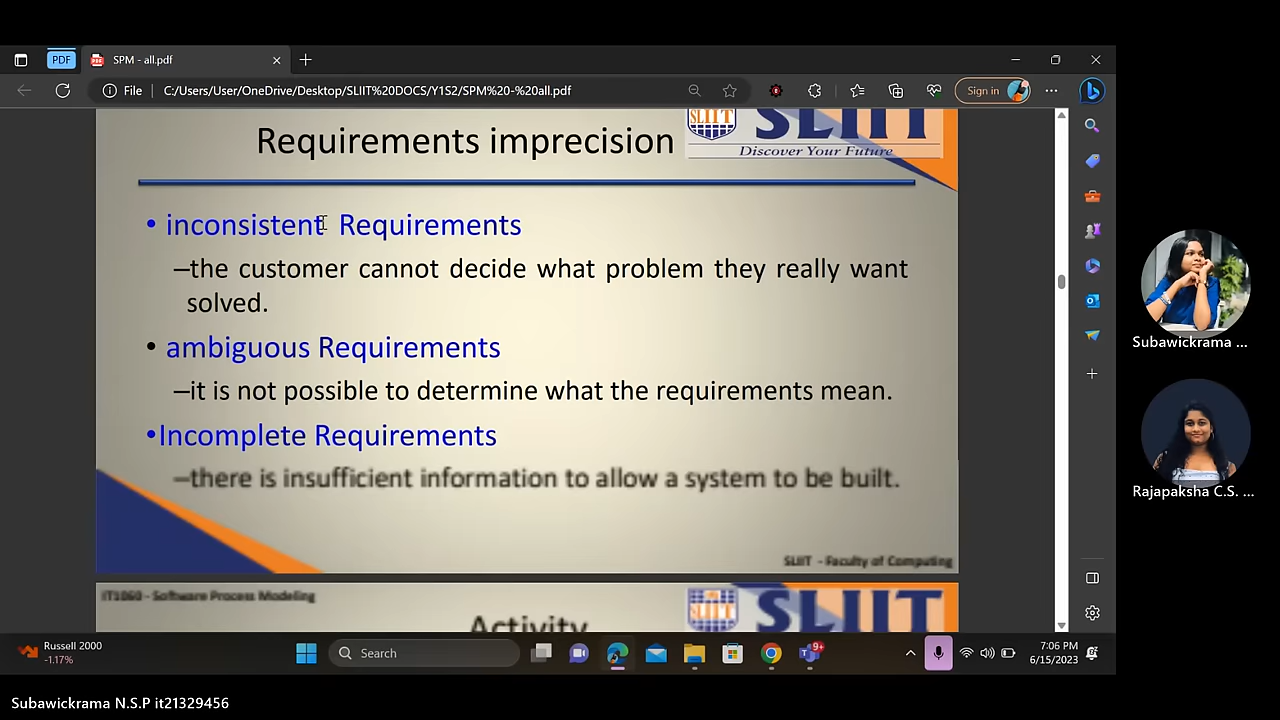 PDF
SPM - all.pdf
File
C:/Users/User/OneDrive/Desktop/SLIIT%20DOCS/Y1S2/SPM%20-%20all.pdf
Sign in
Requirements imprecision
SLIIT
Discover Your Future
• inconsistent Requirements
–the customer cannot decide what problem they really want
solved.
• ambiguous Requirements
–it is not possible to determine what the requirements mean.
•Incomplete Requirements
–there is insufficient information to allow a system to be built.
SLIIT - Faculty of Computing
IT1060 - Software Process Modeling
SLIIT
Activity
Subawickrama ...
Rajapaksha C.S. ...
Russell 2000
-1.17%
Search
9+
7:06 PM
6/15/2023
Subawickrama N.S.P it21329456